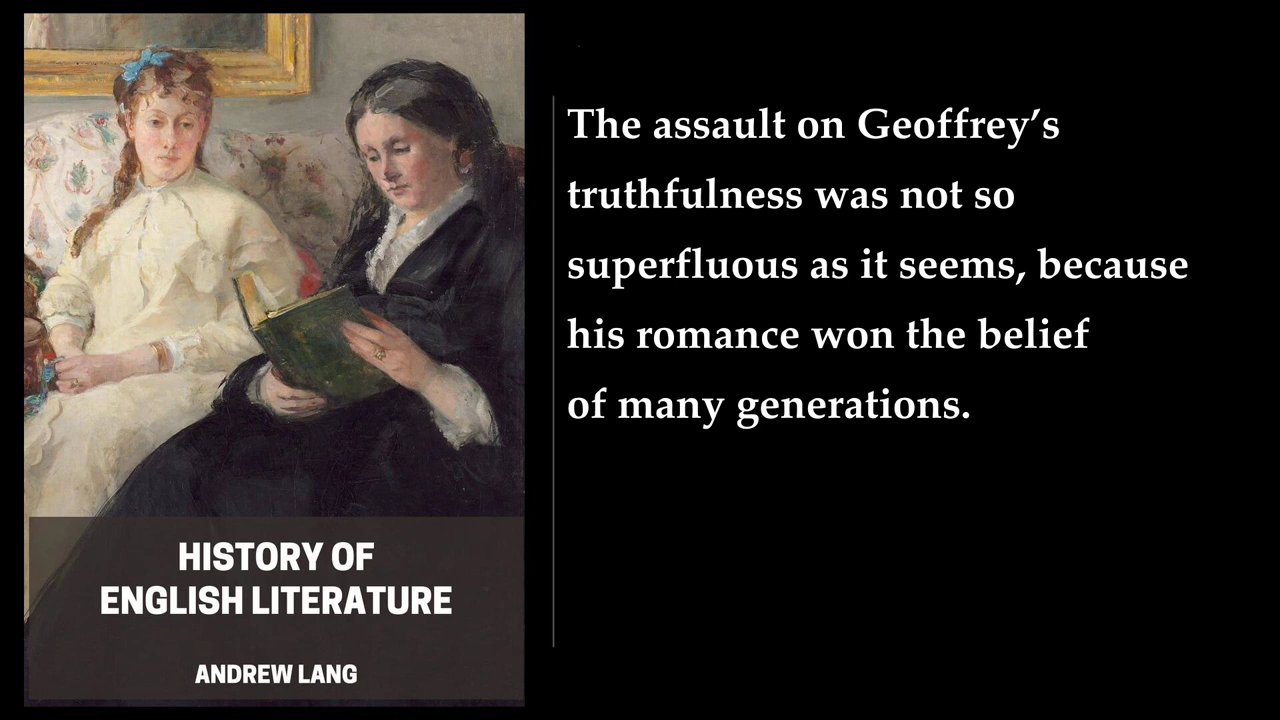 HISTORY OF
ENGLISH LITERATURE
ANDREW LANG
The assault on Geoffrey’s
truthfulness was not so
superfluous as it seems, because
his romance won the belief
of many generations.